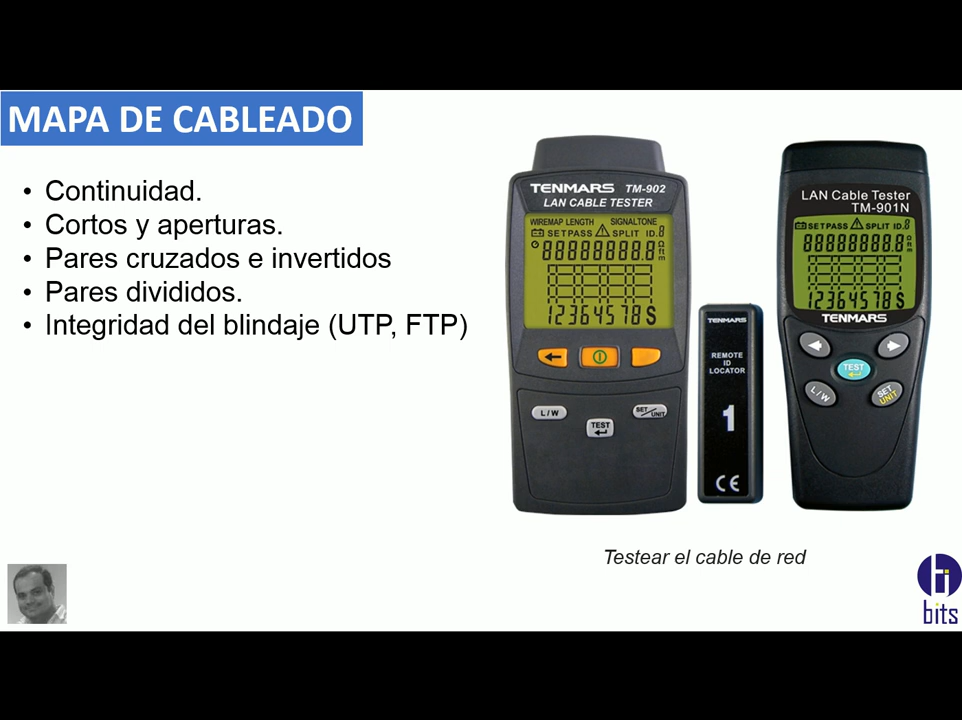 MAPA DE CABLEADO
• Continuidad.
• Cortos y aperturas.
• Pares cruzados e invertidos
• Pares divididos.
• Integridad del blindaje (UTP, FTP)
TENMARS TM-902
LAN CABLE TESTER
WIREMAP LENGTH SIGNALTONE
SET PASS SPLIT ID.8
88888888.8 Ω ft m
12364578S
L/W
SET/UNIT
TEST
TENMARS
REMOTE
ID
LOCATOR
1
CE
LAN Cable Tester
TM-901N
SET PASS SPLIT ID.8
88888888.8 Ω ft m
12364578S
TENMARS
TEST
L/W
SET
UNIT
Testear el cable de red
bits